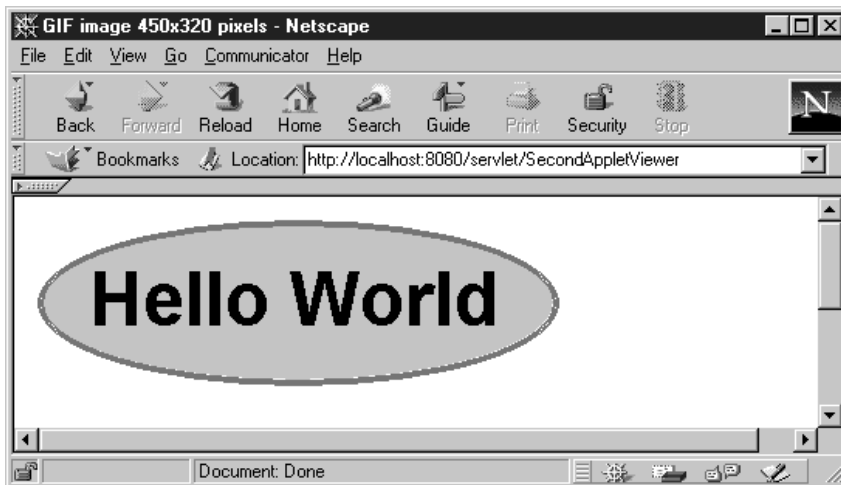 GIF image 450x320 pixels - Netscape
File Edit View Go Communicator Help
N
Back Forward Reload Home Search Guide Print Security Stop
Bookmarks Location: http://localhost:8080/servlet/SecondAppletViewer
Hello World
Document: Done